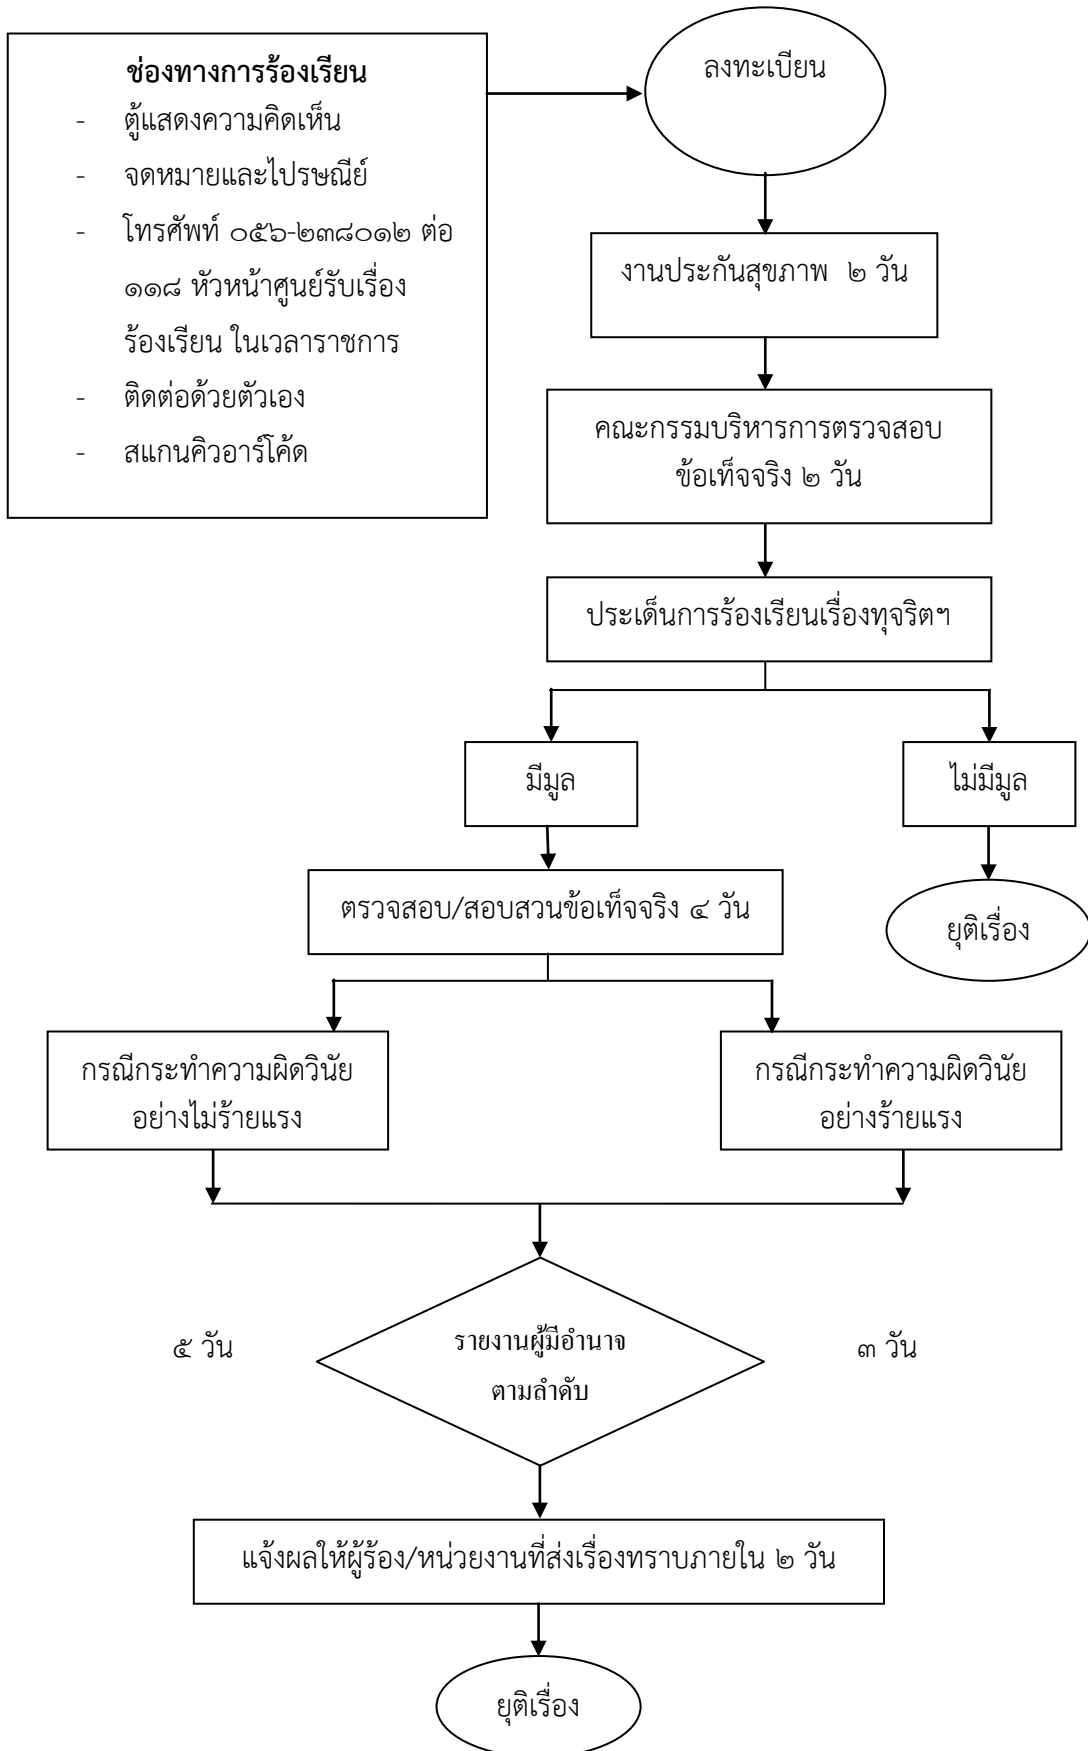 ช่องทางการร้องเรียน
- ตู้แสดงความคิดเห็น
- จดหมายและไปรษณีย์
- โทรศัพท์ ๐๕๖-๒๓๘๐๑๒ ต่อ
๑๑๘ หัวหน้าศูนย์รับเรื่อง
ร้องเรียน ในเวลาราชการ
- ติดต่อด้วยตัวเอง
- สแกนคิวอาร์โค้ด
ลงทะเบียน
งานประกันสุขภาพ ๒ วัน
คณะกรรมบริหารการตรวจสอบ
ข้อเท็จจริง ๒ วัน
ประเด็นการร้องเรียนเรื่องทุจริตฯ
มีมูล
ไม่มีมูล
ตรวจสอบ/สอบสวนข้อเท็จจริง ๔ วัน
ยุติเรื่อง
กรณีกระทำความผิดวินัย
อย่างไม่ร้ายแรง
กรณีกระทำความผิดวินัย
อย่างร้ายแรง
๕ วัน
รายงานผู้มีอำนาจ
ตามลำดับ
๓ วัน
แจ้งผลให้ผู้ร้อง/หน่วยงานที่ส่งเรื่องทราบภายใน ๒ วัน
ยุติเรื่อง